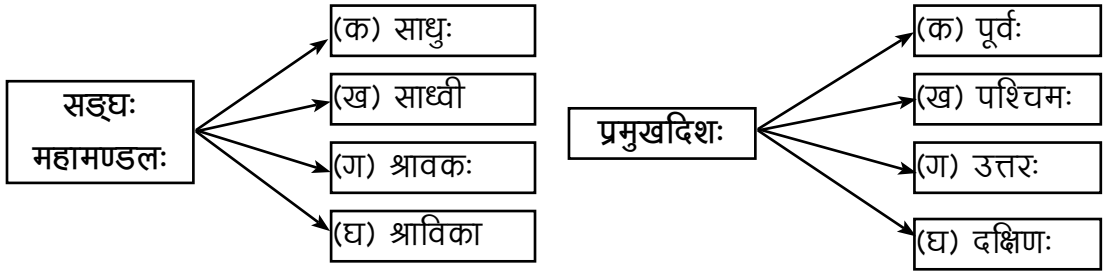 सङ्घः
महामण्डलः
(क) साधुः
(ख) साध्वी
(ग) श्रावकः
(घ) श्राविका
प्रमुखदिशः
(क) पूर्वः
(ख) पश्चिमः
(ग) उत्तरः
(घ) दक्षिणः